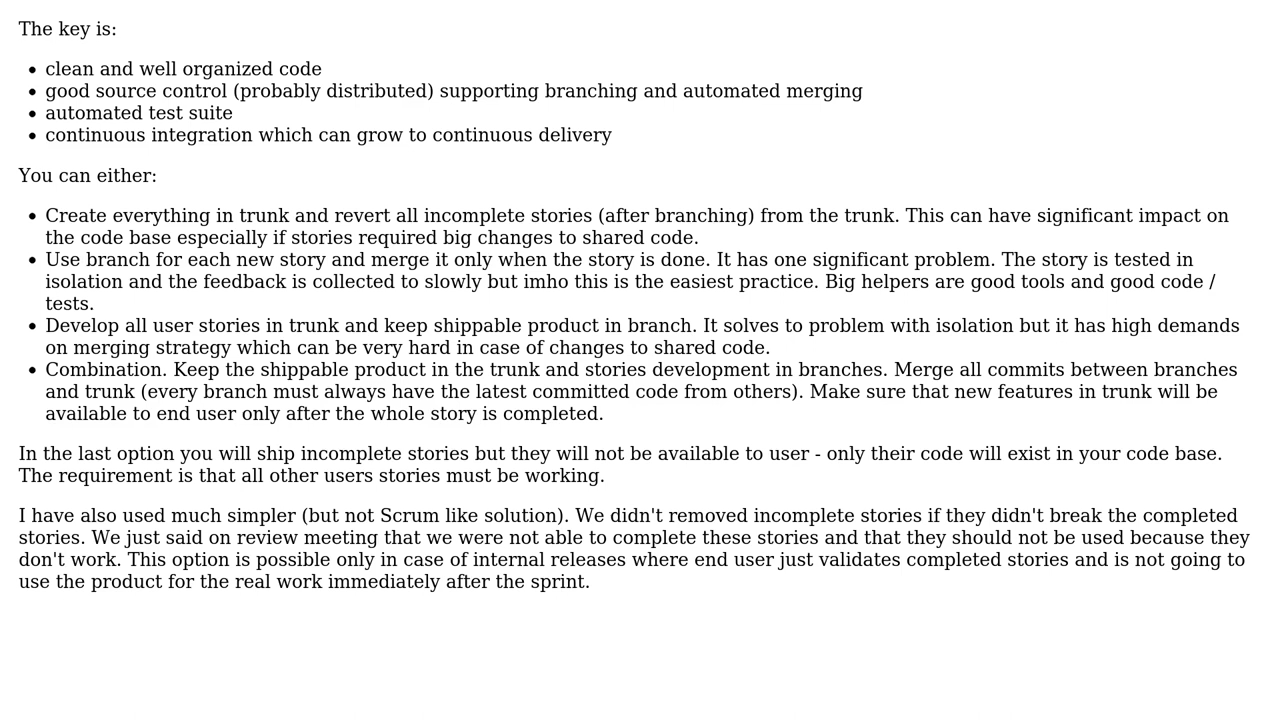 The key is:
• clean and well organized code
• good source control (probably distributed) supporting branching and automated merging
• automated test suite
• continuous integration which can grow to continuous delivery
You can either:
• Create everything in trunk and revert all incomplete stories (after branching) from the trunk. This can have significant impact on
the code base especially if stories required big changes to shared code.
• Use branch for each new story and merge it only when the story is done. It has one significant problem. The story is tested in
isolation and the feedback is collected to slowly but imho this is the easiest practice. Big helpers are good tools and good code /
tests.
• Develop all user stories in trunk and keep shippable product in branch. It solves to problem with isolation but it has high demands
on merging strategy which can be very hard in case of changes to shared code.
• Combination. Keep the shippable product in the trunk and stories development in branches. Merge all commits between branches
and trunk (every branch must always have the latest committed code from others). Make sure that new features in trunk will be
available to end user only after the whole story is completed.
In the last option you will ship incomplete stories but they will not be available to user - only their code will exist in your code base.
The requirement is that all other users stories must be working.
I have also used much simpler (but not Scrum like solution). We didn't removed incomplete stories if they didn't break the completed
stories. We just said on review meeting that we were not able to complete these stories and that they should not be used because they
don't work. This option is possible only in case of internal releases where end user just validates completed stories and is not going to
use the product for the real work immediately after the sprint.